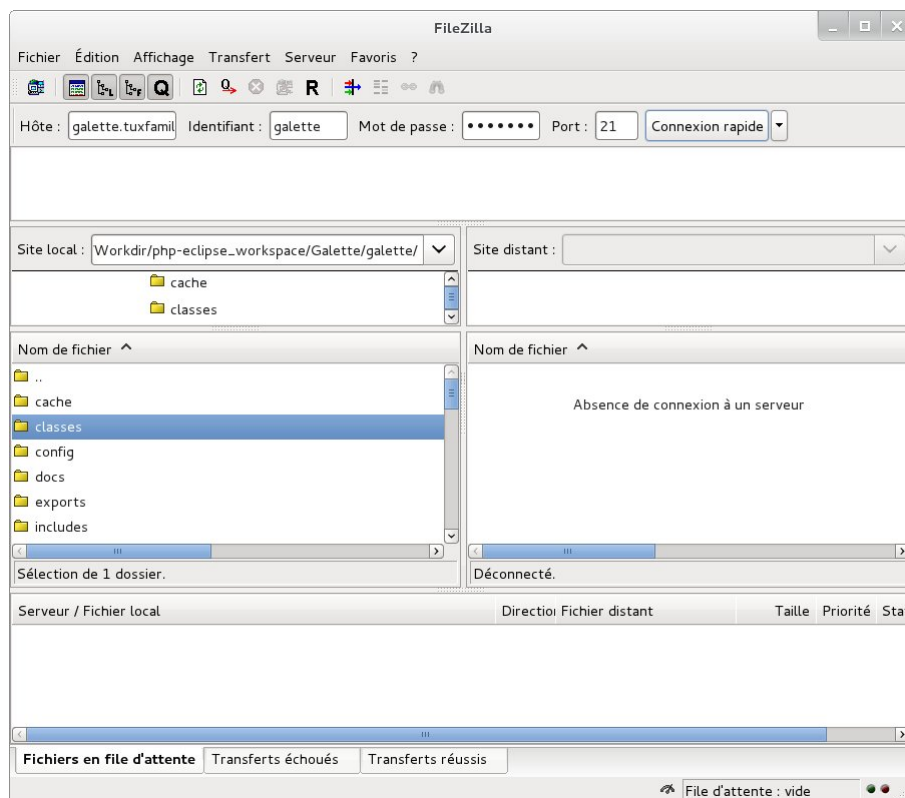 FileZilla
Fichier Édition Affichage Transfert Serveur Favoris ?
Q R
Hôte : galette.tuxfamil Identifiant : galette Mot de passe : ••••••• Port : 21 Connexion rapide
Site local : Workdir/php-eclipse_workspace/Galette/galette/ Site distant :
cache
classes
Nom de fichier Nom de fichier
..
cache
Absence de connexion à un serveur
classes
config
docs
exports
includes
Sélection de 1 dossier. Déconnecté.
Serveur / Fichier local Direction Fichier distant Taille Priorité Sta
Fichiers en file d'attente Transferts échoués Transferts réussis
File d'attente : vide